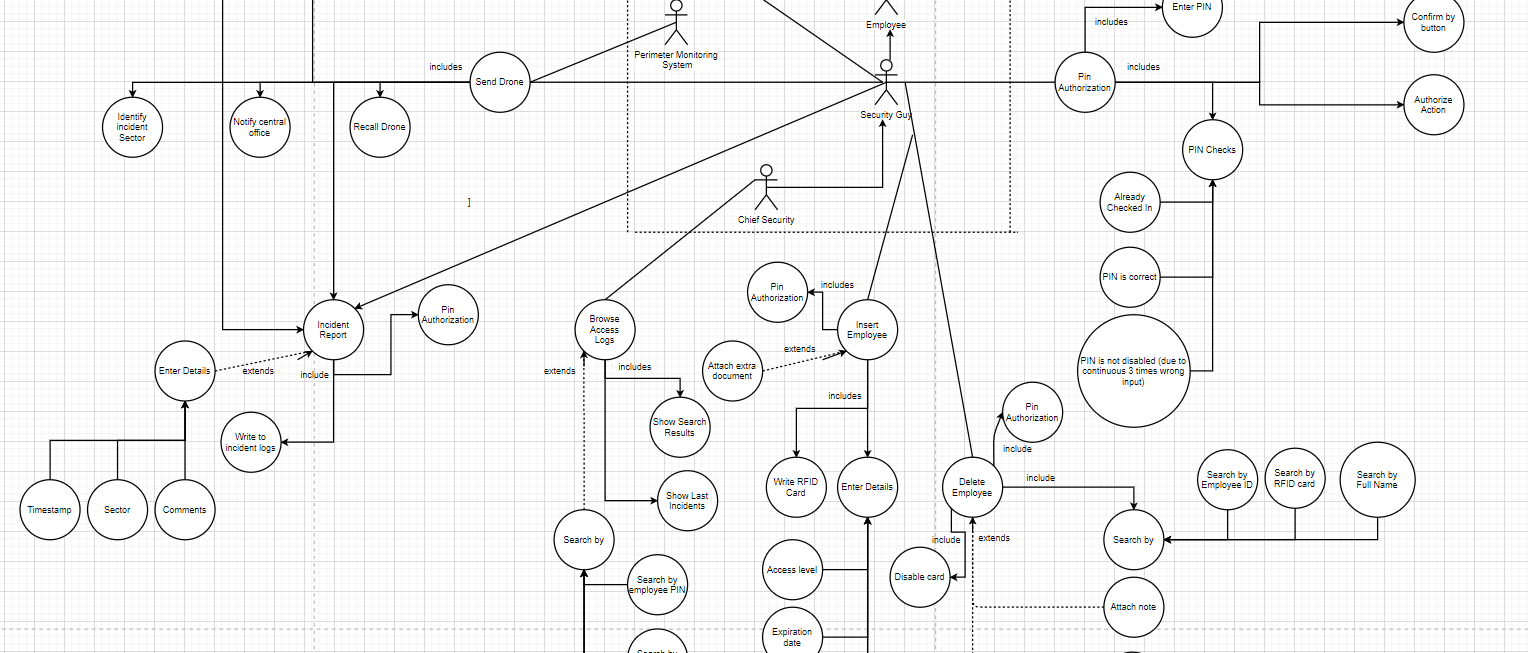 Employee
Enter PIN
includes
Confirm by
button
Perimeter Monitoring
System
includes
Send Drone
Pin
Authorization
includes
Identify
incident
Sector
Notify central
office
Recall Drone
Security Guy
Authorize
Action
PIN Checks
]
Already
Checked In
Chief Security
PIN is correct
Pin
Authorization
includes
Incident
Report
Pin
Authorization
Browse
Access
Logs
Insert
Employee
extends
Enter Details
extends
include
extends
includes
Attach extra
document
PIN is not disabled (due to
continuous 3 times wrong
input)
includes
Pin
Authorization
Write to
incident logs
Show Search
Results
include
Timestamp
Sector
Comments
Show Last
Incidents
Write RFID
Card
Enter Details
Delete
Employee
include
Search by
Employee ID
Search by
RFID card
Search by
Full Name
Search by
include
extends
Search by
Search by
employee PIN
Access level
Disable card
Attach note
Expiration
date
Search by